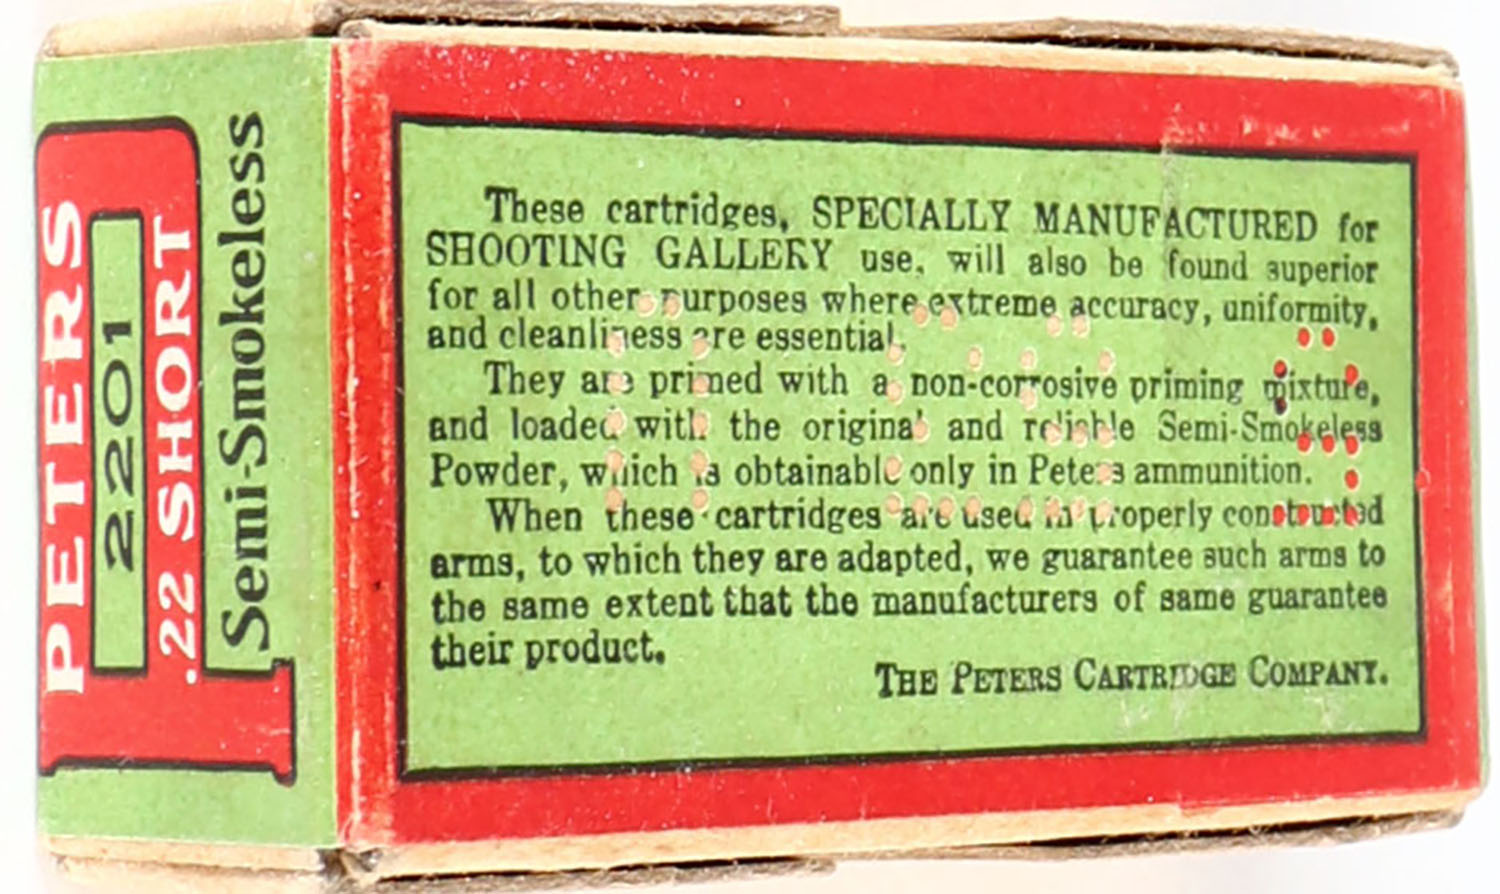 PETERS
2201
.22 SHORT
Semi-Smokeless
These cartridges, SPECIALLY MANUFACTURED for
SHOOTING GALLERY use, will also be found superior
for all other purposes where extreme accuracy, uniformity,
and cleanliness are essential.
They are primed with a non-corrosive priming mixture,
and loaded with the original and reliable Semi-Smokeless
Powder, which is obtainable only in Peters ammunition.
When these cartridges are used in properly constructed
arms, to which they are adapted, we guarantee such arms to
the same extent that the manufacturers of same guarantee
their product.
THE PETERS CARTRIDGE COMPANY.